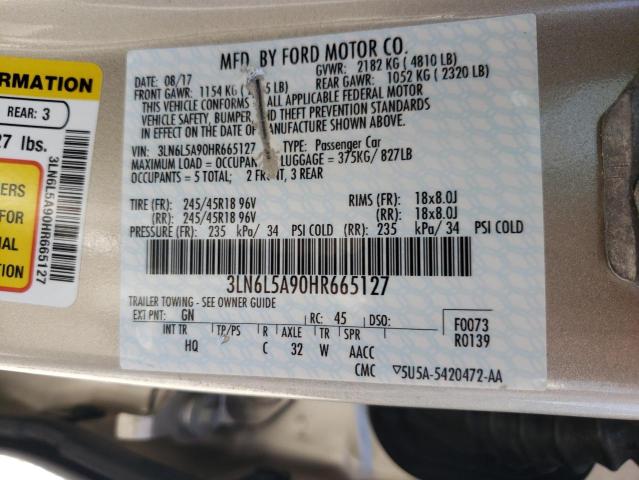 MFD. BY FORD MOTOR CO.
DATE: 08/17 GVWR: 2182 KG ( 4810 LB)
FRONT GAWR: 1154 KG ( 5 LB) REAR GAWR: 1052 KG ( 2320 LB)
THIS VEHICLE CONFORMS ALL APPLICABLE FEDERAL MOTOR
VEHICLE SAFETY, BUMPER, AND THEFT PREVENTION STANDARDS
IN EFFECT ON THE DATE OF MANUFACTURE SHOWN ABOVE.
VIN: 3LN6L5A90HR665127 TYPE: Passenger Car
MAXIMUM LOAD = OCCUPAN LUGGAGE = 375KG/ 827LB
OCCUPANTS = 5 TOTAL; 2 FRONT, 3 REAR
TIRE (FR): 245/45R18 96V RIMS (FR): 18x8.0J
(RR): 245/45R18 96V (RR): 18x8.0J
PRESSURE (FR): 235 kPa/ 34 PSI COLD (RR): 235 kPa/ 34 PSI COLD
3LN6L5A90HR665127
TRAILER TOWING - SEE OWNER GUIDE
EXT PNT: GN RC: 45 DSO: F0073
INT TR TP/PS R AXLE TR SPR R0139
HQ C 32 W AACC
CMC ▽5U5A-5420472-AA
ORMATION
REAR: 3
27 lbs.
3LN6L5A90HR665127
ERS
FOR
NAL
TION